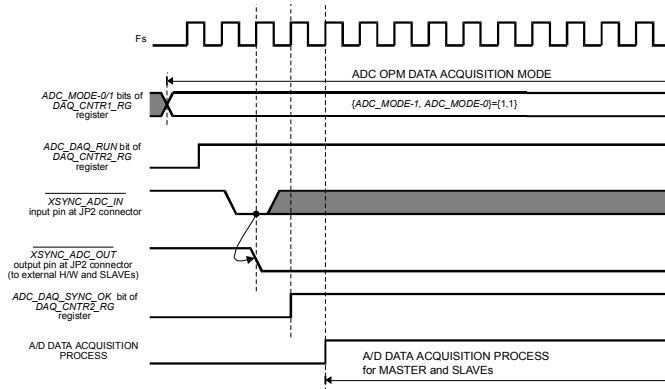 Fs
ADC OPM DATA ACQUISITION MODE
ADC_MODE-0/1 bits of
DAQ_CNTR1_RG
register
{ADC_MODE-1, ADC_MODE-0}={1,1}
ADC_DAQ_RUN bit of
DAQ_CNTR2_RG
register
XSYNC_ADC_IN
input pin at JP2 connector
XSYNC_ADC_OUT
output pin at JP2 connector
(to external H/W and SLAVEs)
ADC_DAQ_SYNC_OK bit of
DAQ_CNTR2_RG
register
A/D DATA ACQUISITION
PROCESS
A/D DATA ACQUISITION PROCESS
for MASTER and SLAVEs